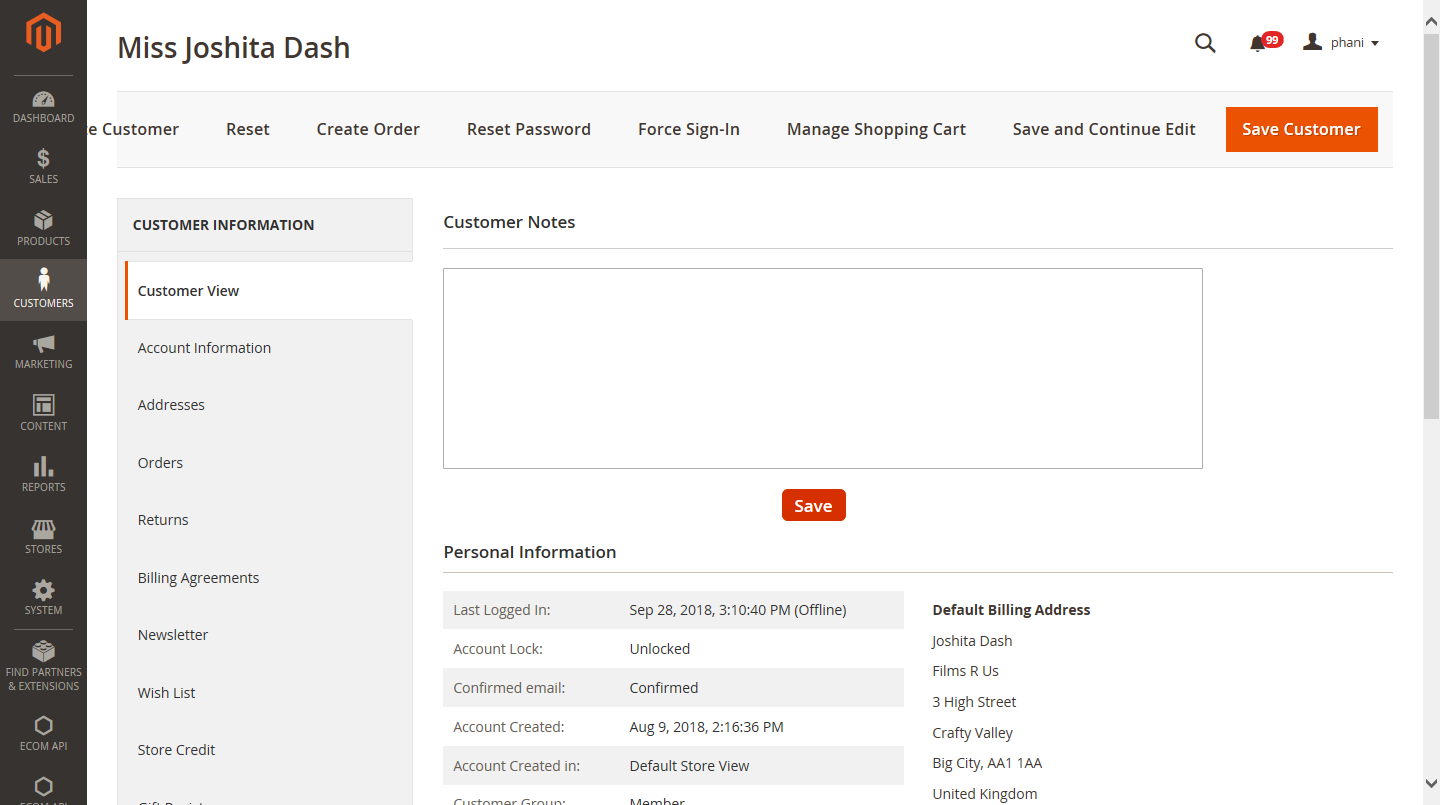 Miss Joshita Dash
99
phani
DASHBOARD
SALES
PRODUCTS
CUSTOMERS
MARKETING
CONTENT
REPORTS
STORES
SYSTEM
FIND PARTNERS
& EXTENSIONS
ECOM API
ECOM API
Customer Reset Create Order Reset Password Force Sign-In Manage Shopping Cart Save and Continue Edit Save Customer
CUSTOMER INFORMATION
Customer View
Account Information
Addresses
Orders
Returns
Billing Agreements
Newsletter
Wish List
Store Credit
Customer Notes
Save
Personal Information
Last Logged In: Sep 28, 2018, 3:10:40 PM (Offline)
Account Lock: Unlocked
Confirmed email: Confirmed
Account Created: Aug 9, 2018, 2:16:36 PM
Account Created in: Default Store View
Customer Group: Member
Default Billing Address
Joshita Dash
Films R Us
3 High Street
Crafty Valley
Big City, AA1 1AA
United Kingdom